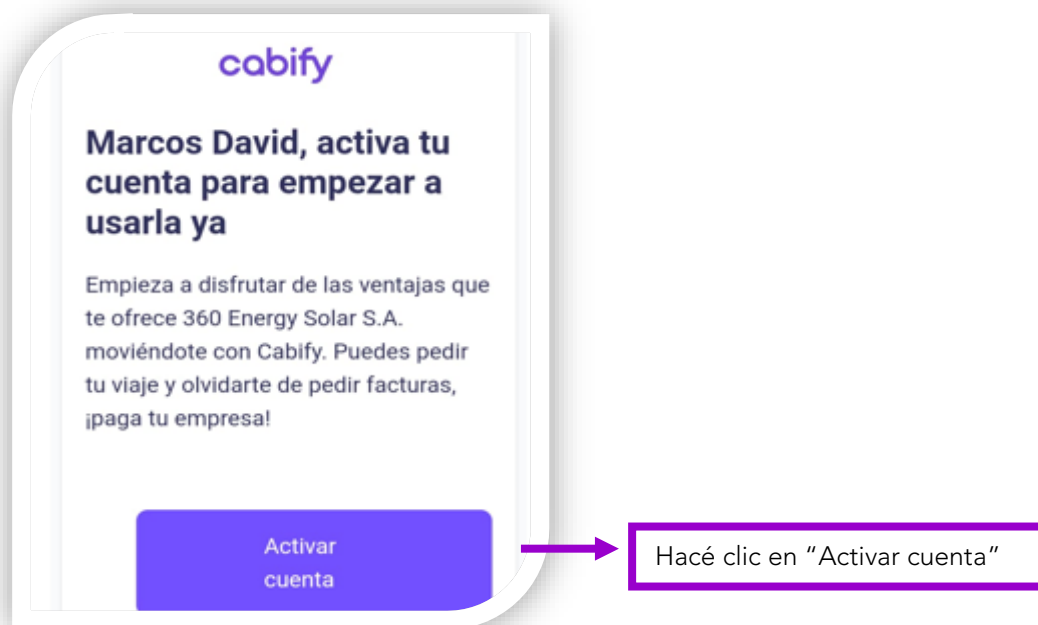 cabify
Marcos David, activa tu
cuenta para empezar a
usarla ya
Empieza a disfrutar de las ventajas que
te ofrece 360 Energy Solar S.A.
moviéndote con Cabify. Puedes pedir
tu viaje y olvidarte de pedir facturas,
¡paga tu empresa!
Activar
cuenta
Hacé clic en “Activar cuenta”